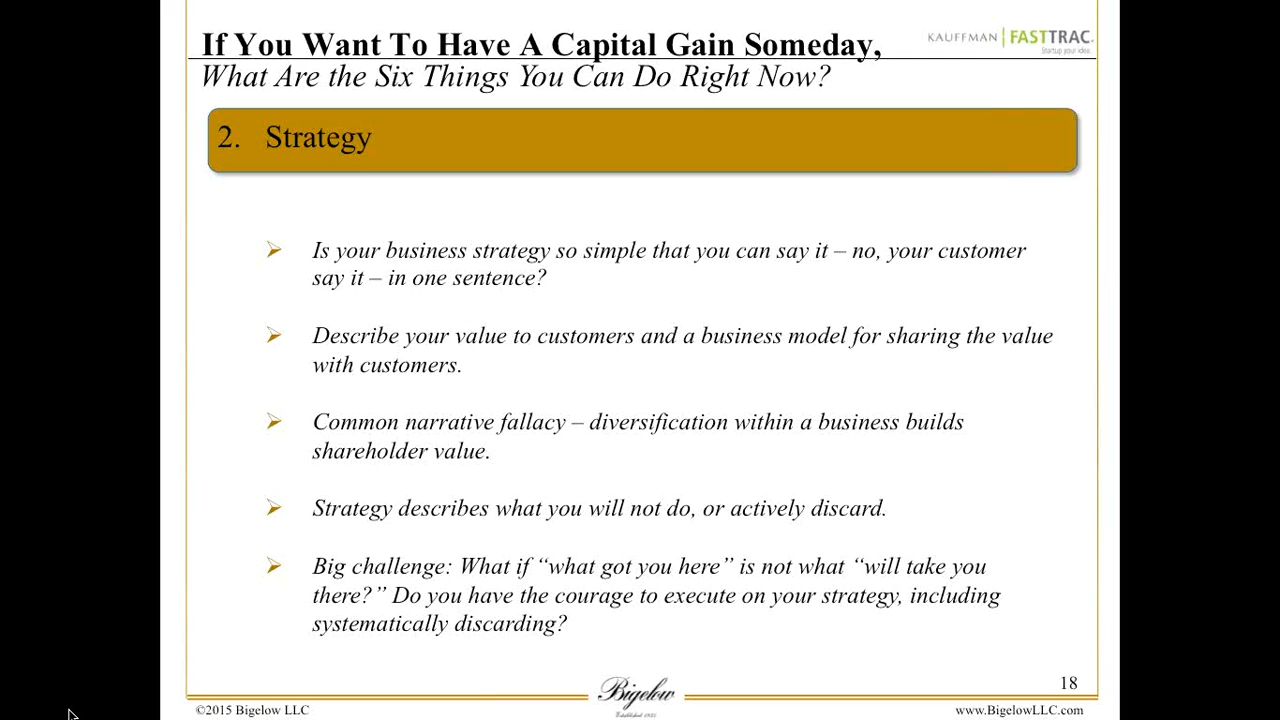 If You Want To Have A Capital Gain Someday,
KAUFFMAN | FASTTRAC.
Startup your idea.
What Are the Six Things You Can Do Right Now?
2. Strategy
➢ Is your business strategy so simple that you can say it – no, your customer
say it – in one sentence?
➢ Describe your value to customers and a business model for sharing the value
with customers.
➢ Common narrative fallacy – diversification within a business builds
shareholder value.
➢ Strategy describes what you will not do, or actively discard.
➢ Big challenge: What if “what got you here” is not what “will take you
there?” Do you have the courage to execute on your strategy, including
systematically discarding?
18
Bigelow
©2015 Bigelow LLC
www.BigelowLLC.com